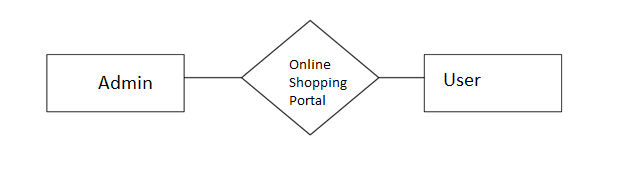 Admin
Online
Shopping
Portal
User